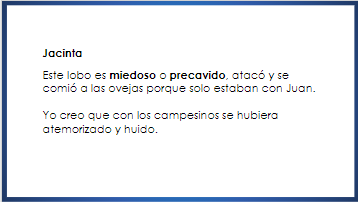 Jacinta
Este lobo es miedoso o precavido, atacó y se
comió a las ovejas porque solo estaban con Juan.
Yo creo que con los campesinos se hubiera
atemorizado y huido.